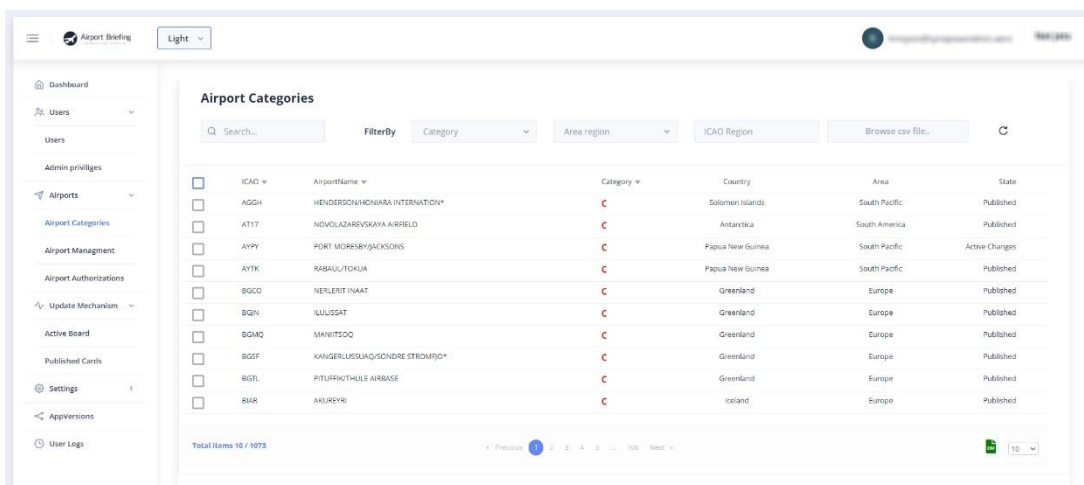 Airport Briefing
Light
Dashboard
Users
Users
Admin priviliges
Airports
Airport Categories
Airport Managment
Airport Authorizations
Update Mechanism
Active Board
Published Cards
Settings
AppVersions
User Logs
Airport Categories
Search... FilterBy Category Area region ICAO Region Browse csv file..
ICAO AirportName Category Country Area State
AGGH HENDERSON/HONIARA INTERNATION* C Solomon Islands South Pacific Published
AT17 NOVOLAZAREVSKAYA AIRFIELD C Antarctica South America Published
AYPY PORT MORESBY/JACKSONS C Papua New Guinea South Pacific Active Changes
AYTK RABAUL/TOKUA C Papua New Guinea South Pacific Published
BGCO NERLERIT INAAT C Greenland Europe Published
BGJN ILULISSAT C Greenland Europe Published
BGMQ MANIITSOQ C Greenland Europe Published
BGSF KANGERLUSSUAQ/SONDRE STROMFJO* C Greenland Europe Published
BGTL PITUFFIK/THULE AIRBASE C Greenland Europe Published
BIAR AKUREYRI C Iceland Europe Published
Total items 10 / 1073 « Previous 1 2 3 4 5 ... 108 Next » 10